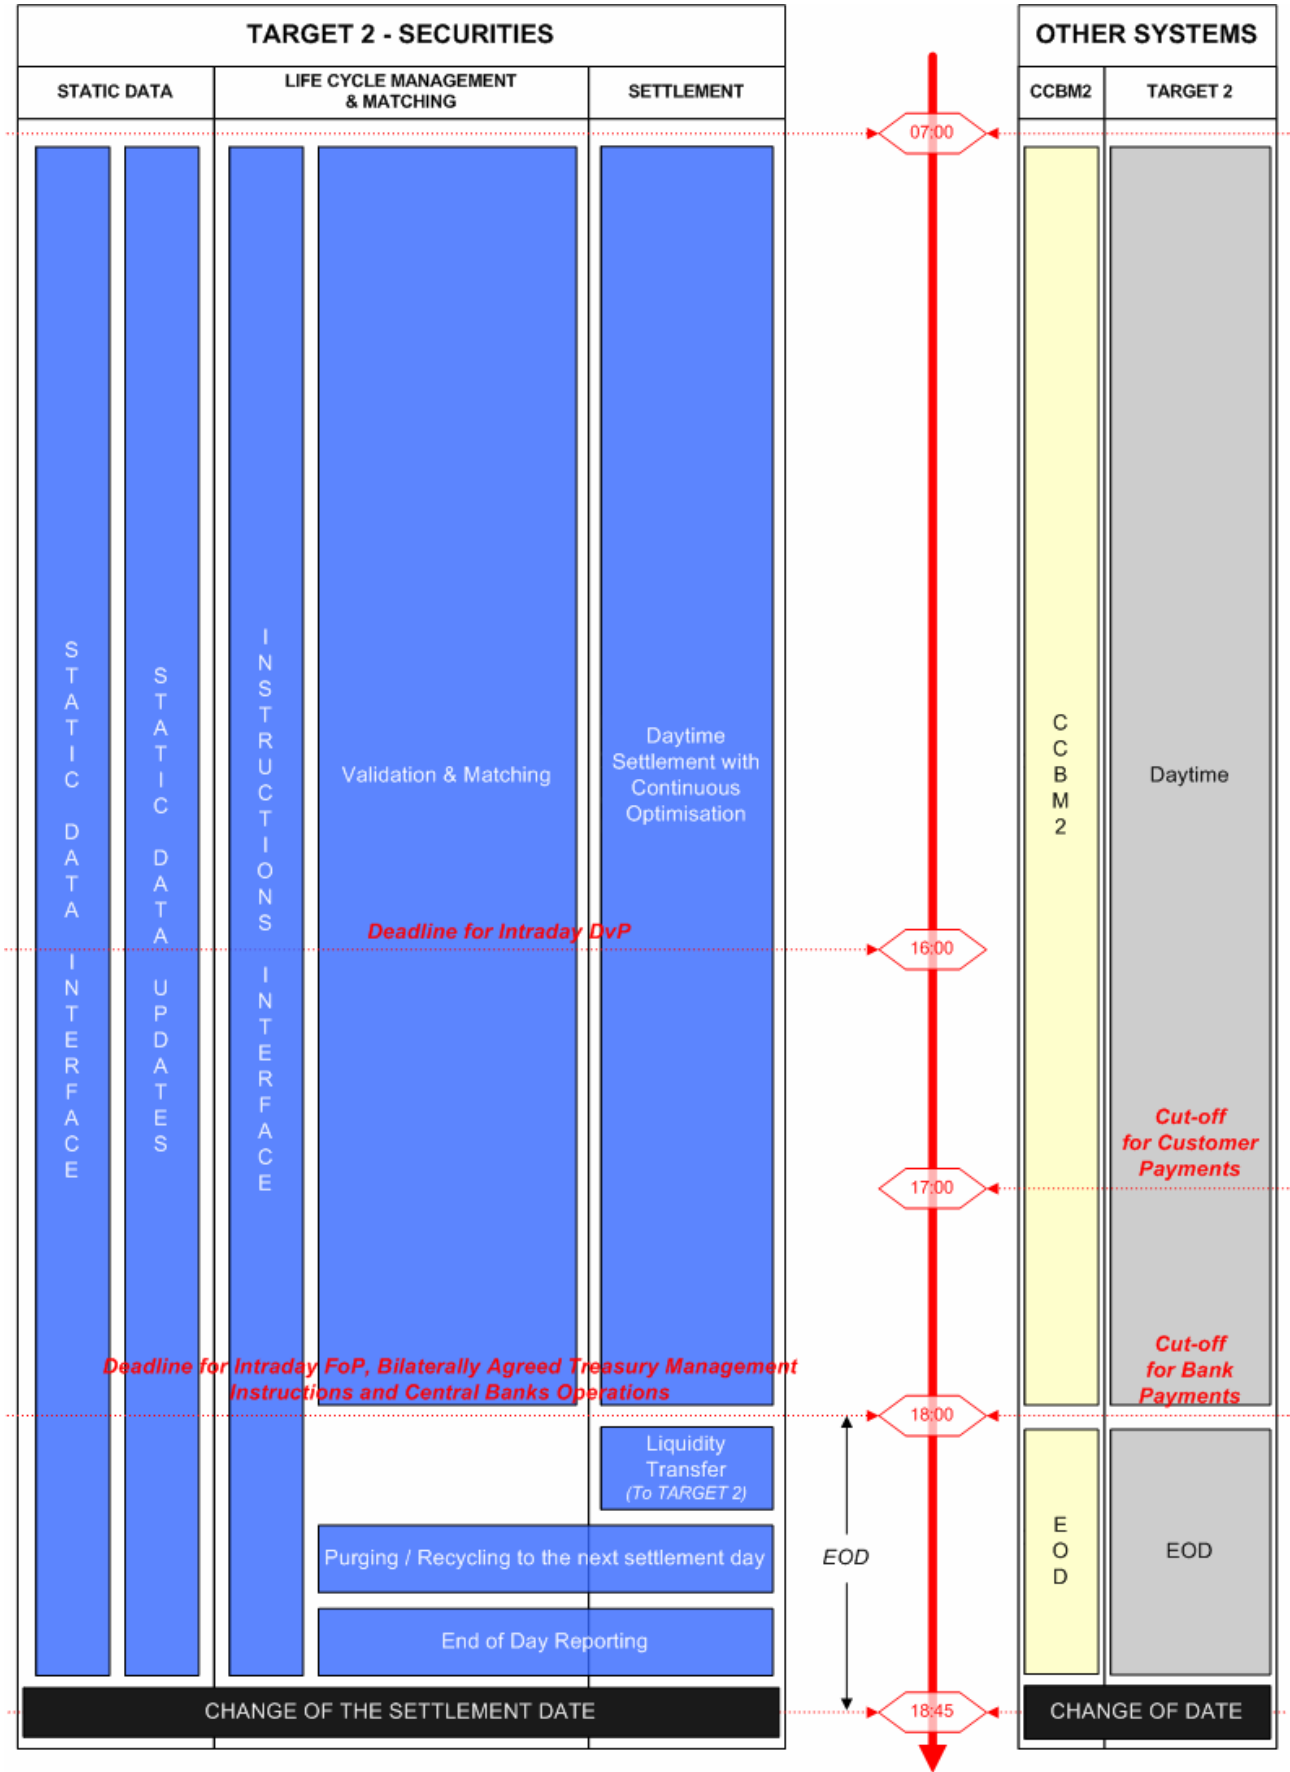 TARGET 2 - SECURITIES
OTHER SYSTEMS
STATIC DATA
LIFE CYCLE MANAGEMENT
& MATCHING
SETTLEMENT
CCBM2
TARGET 2
07:00
STATIC DATA INTERFACE
STATIC DATA UPDATES
INSTRUCTIONS INTERFACE
Validation & Matching
Daytime
Settlement with
Continuous
Optimisation
CCBM2
Daytime
Deadline for Intraday DvP
16:00
Cut-off
for Customer
Payments
17:00
Deadline for Intraday FoP, Bilaterally Agreed Treasury Management
Instructions and Central Banks Operations
Cut-off
for Bank
Payments
18:00
Liquidity
Transfer
(To TARGET 2)
Purging / Recycling to the next settlement day
EOD
EOD
EOD
End of Day Reporting
CHANGE OF THE SETTLEMENT DATE
18:45
CHANGE OF DATE